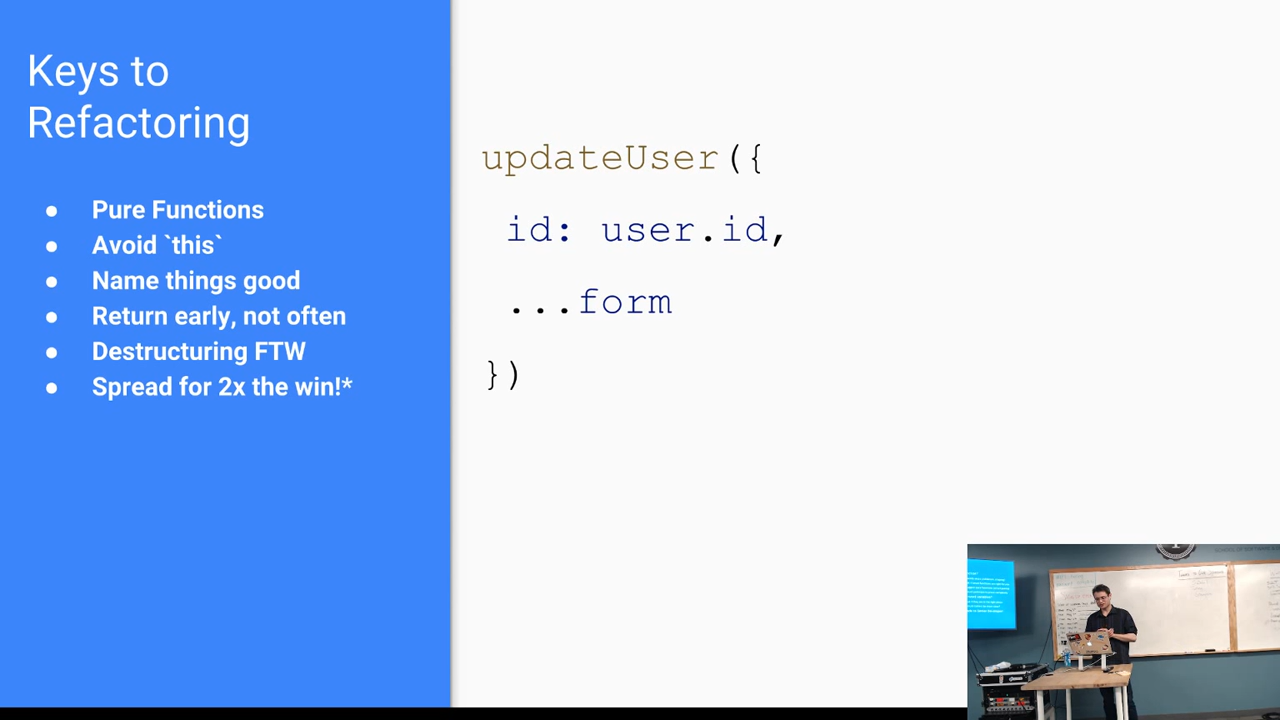 Keys to
Refactoring
● Pure Functions
● Avoid `this`
● Name things good
● Return early, not often
● Destructuring FTW
● Spread for 2x the win!*
updateUser({
id: user.id,
...form
})